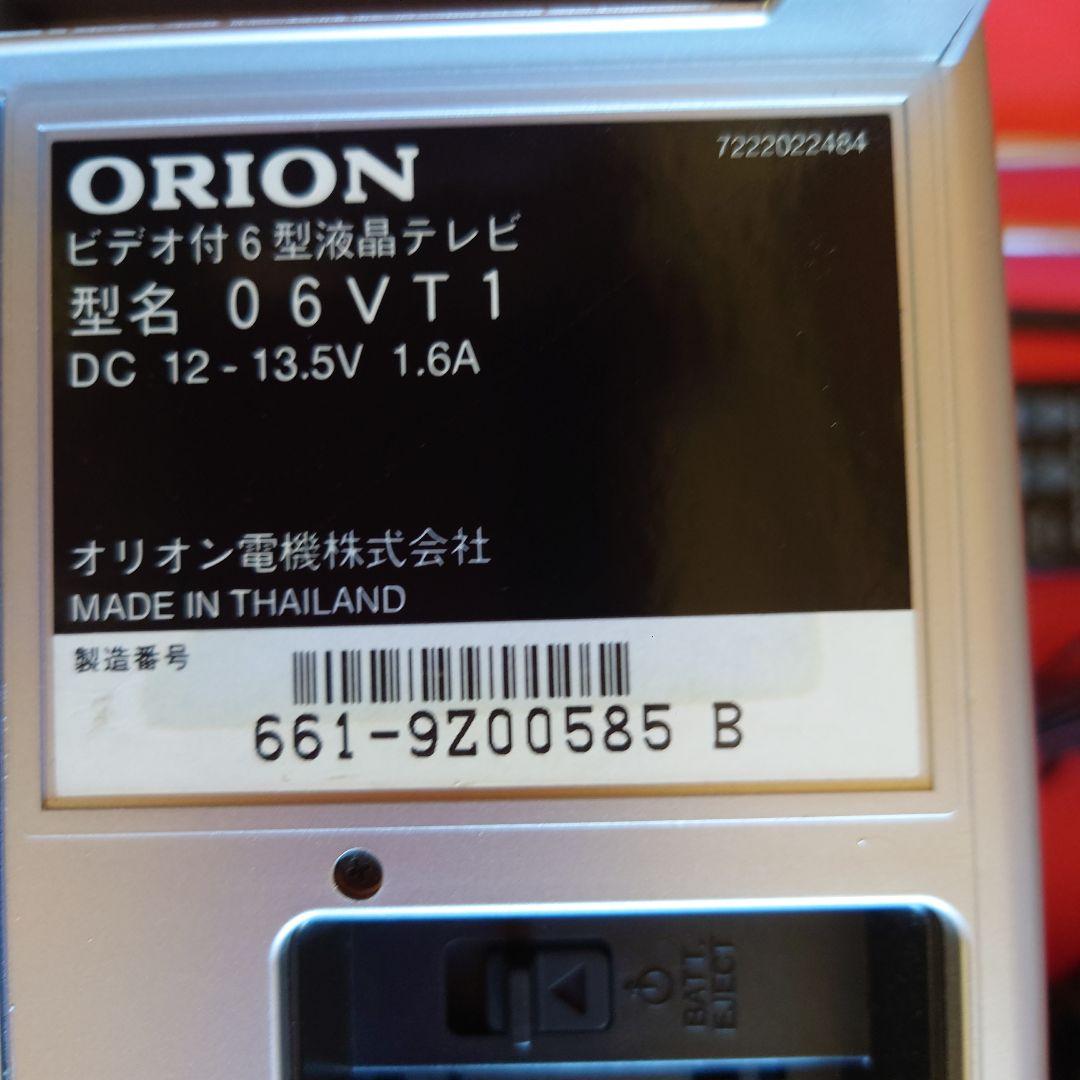 ORION
7222022484
ビデオ付6型液晶テレビ
型名 06VT1
DC 12-13.5V 1.6A
オリオン電機株式会社
MADE IN THAILAND
製造番号
661-9Z00585 B
BATT.
EJECT